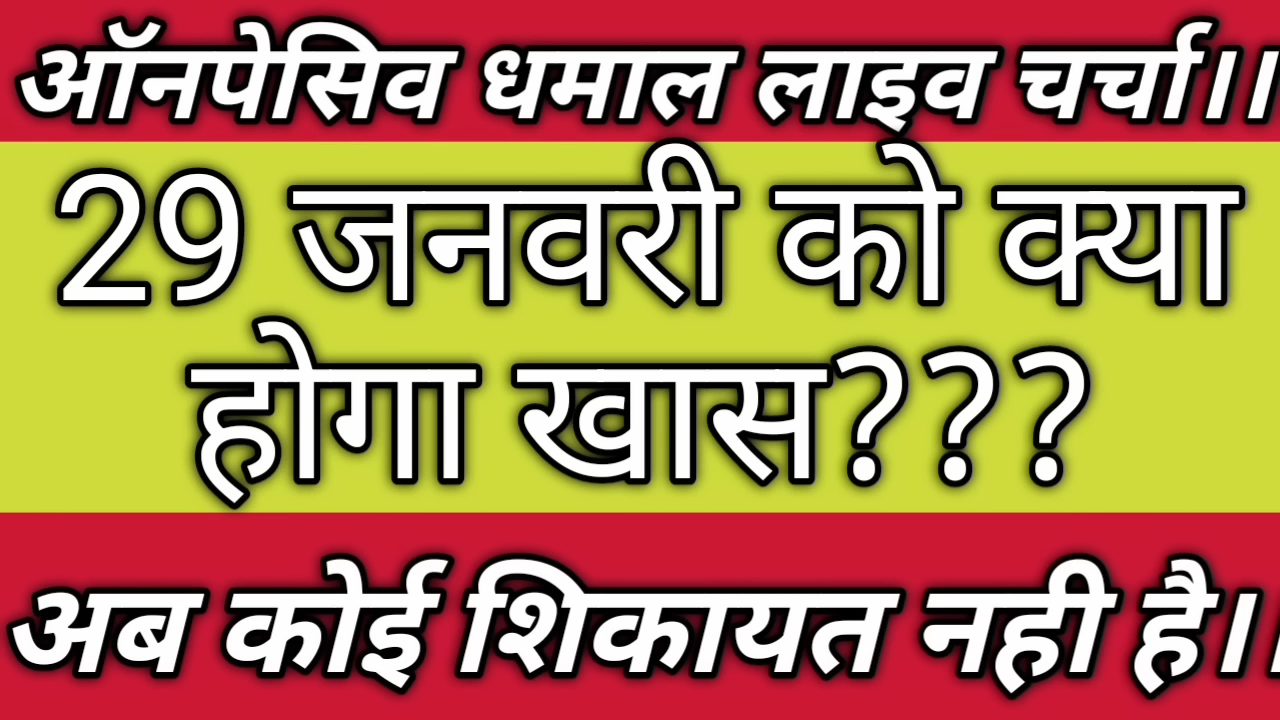 ऑनपेसिव धमाल लाइव चर्चा।।
29 जनवरी को क्या
होगा खास???
अब कोई शिकायत नही है।।